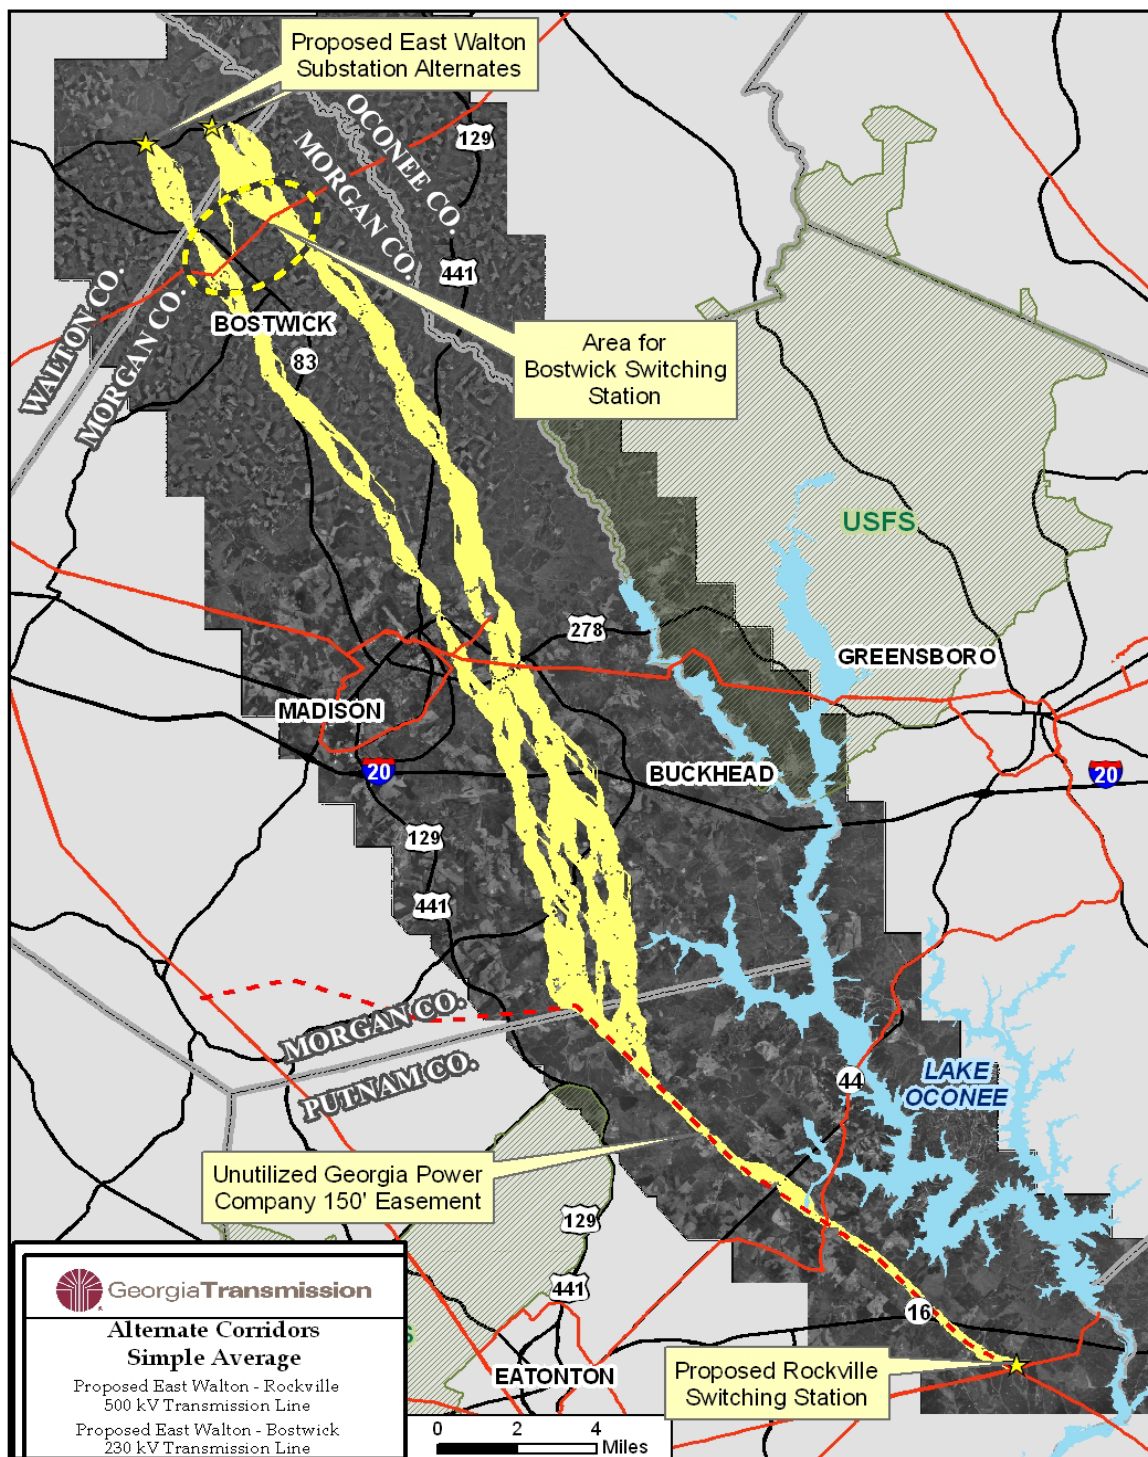 Proposed East Walton
Substation Alternates
OCONEE CO.
MORGAN CO.
129
441
WALTON CO.
MORGAN CO.
BOSTWICK
83
Area for
Bostwick Switching
Station
USFS
278
GREENSBORO
MADISON
20
BUCKHEAD
20
129
441
MORGAN CO.
PUTNAM CO.
44
LAKE
OCONEE
Unutilized Georgia Power
Company 150' Easement
129
441
16
EATONTON
Proposed Rockville
Switching Station
GeorgiaTransmission
Alternate Corridors
Simple Average
Proposed East Walton - Rockville
500 kV Transmission Line
Proposed East Walton - Bostwick
230 kV Transmission Line
0 2 4
Miles